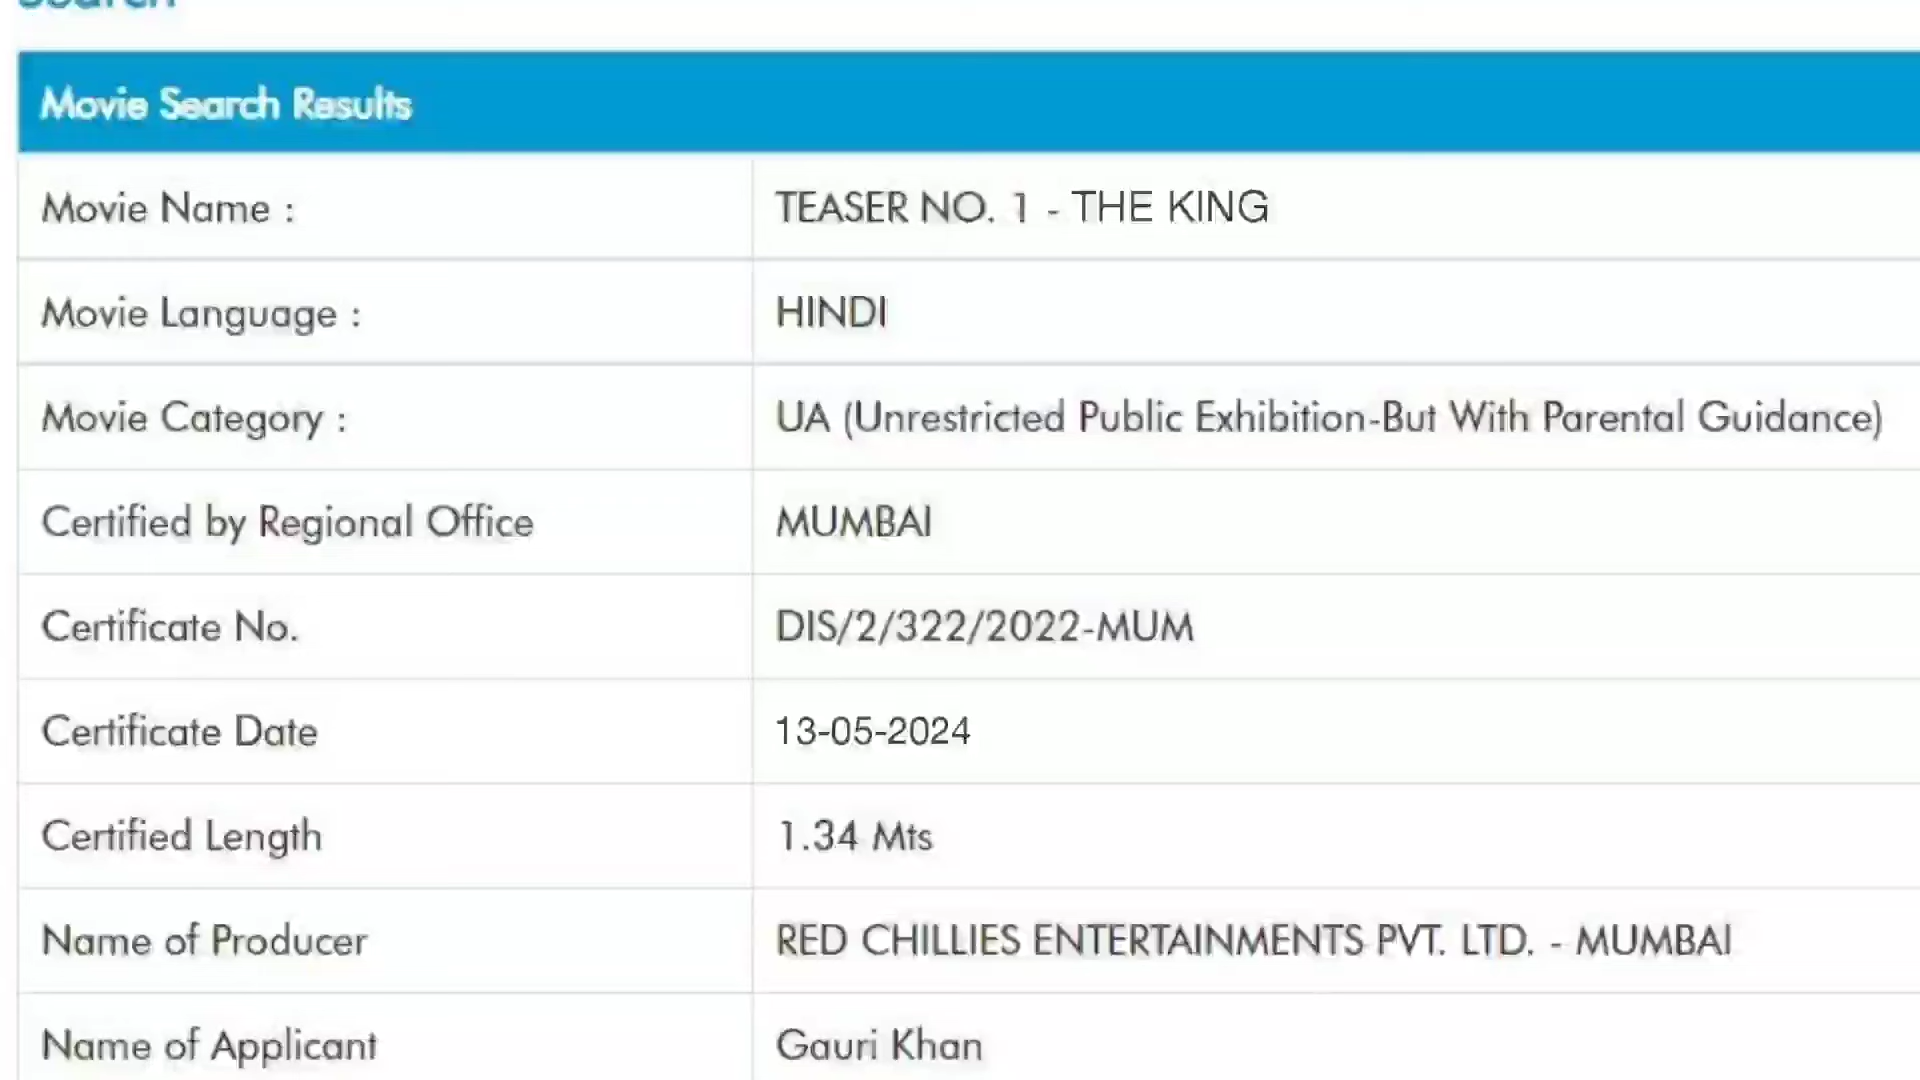 Search
Movie Search Results
Movie Name : TEASER NO. 1 - THE KING
Movie Language : HINDI
Movie Category : UA (Unrestricted Public Exhibition-But With Parental Guidance)
Certified by Regional Office MUMBAI
Certificate No. DIS/2/322/2022-MUM
Certificate Date 13-05-2024
Certified Length 1.34 Mts
Name of Producer RED CHILLIES ENTERTAINMENTS PVT. LTD. - MUMBAI
Name of Applicant Gauri Khan